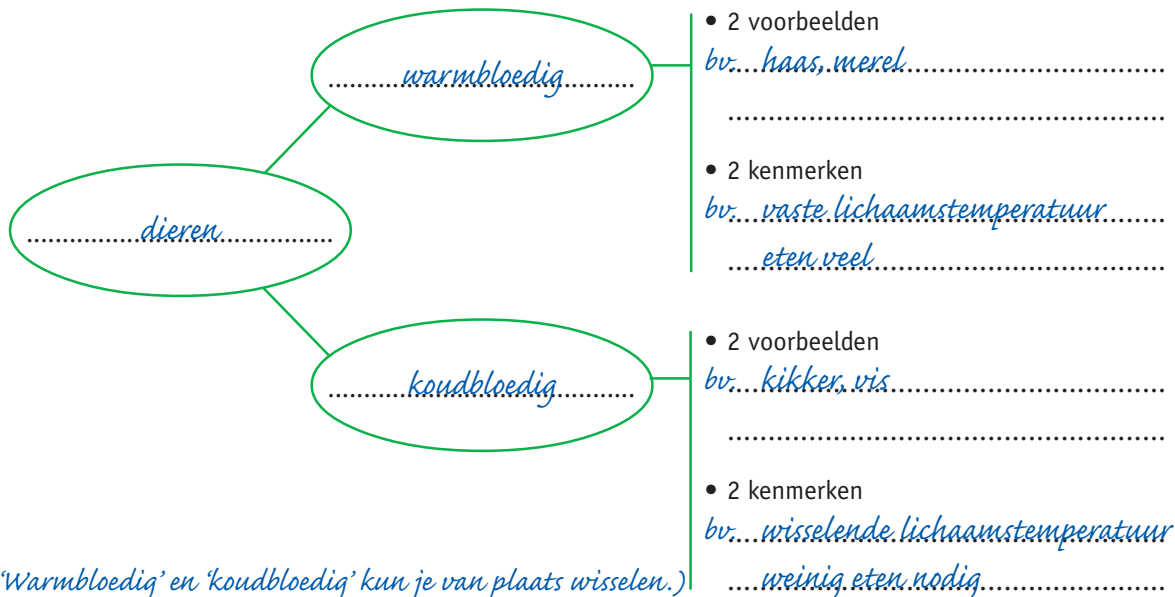 dieren
warmbloedig
• 2 voorbeelden
bv. haas, merel
• 2 kenmerken
bv. vaste lichaamstemperatuur
eten veel
koudbloedig
• 2 voorbeelden
bv. kikker, vis
• 2 kenmerken
bv. wisselende lichaamstemperatuur
weinig eten nodig
'Warmbloedig' en 'koudbloedig' kun je van plaats wisselen.)